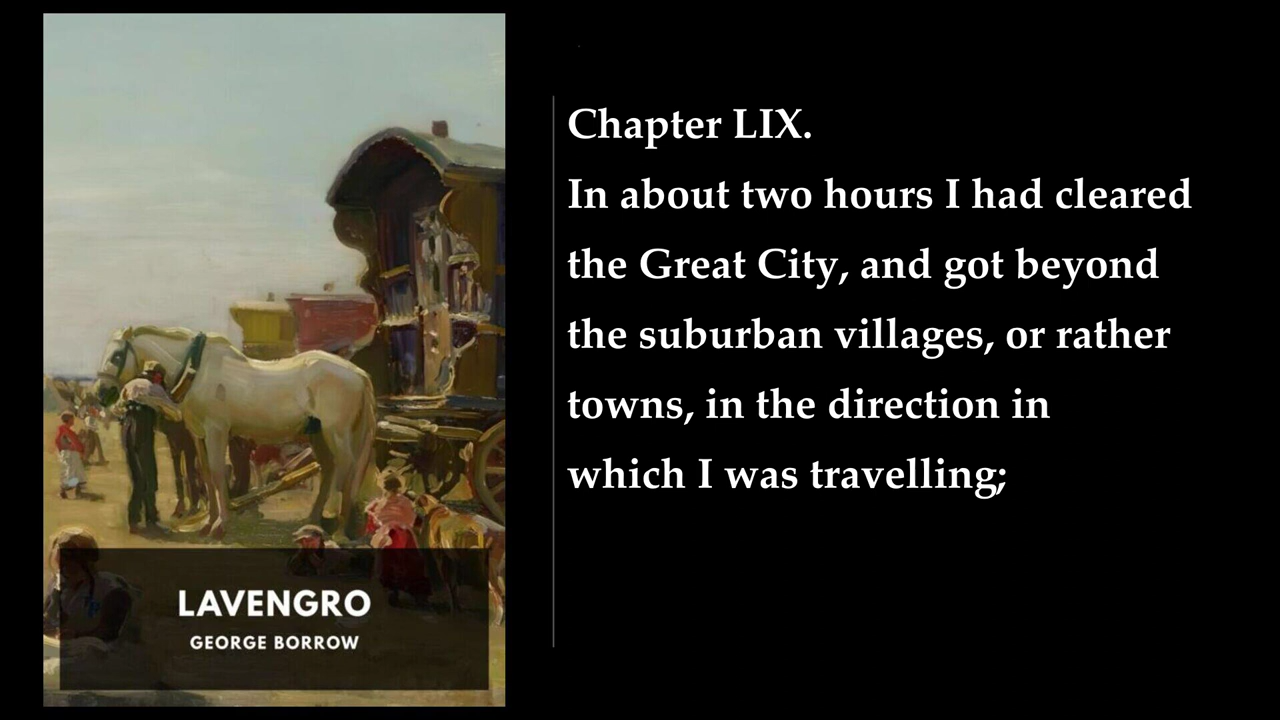 LAVENGRO
GEORGE BORROW
Chapter LIX.
In about two hours I had cleared
the Great City, and got beyond
the suburban villages, or rather
towns, in the direction in
which I was travelling;